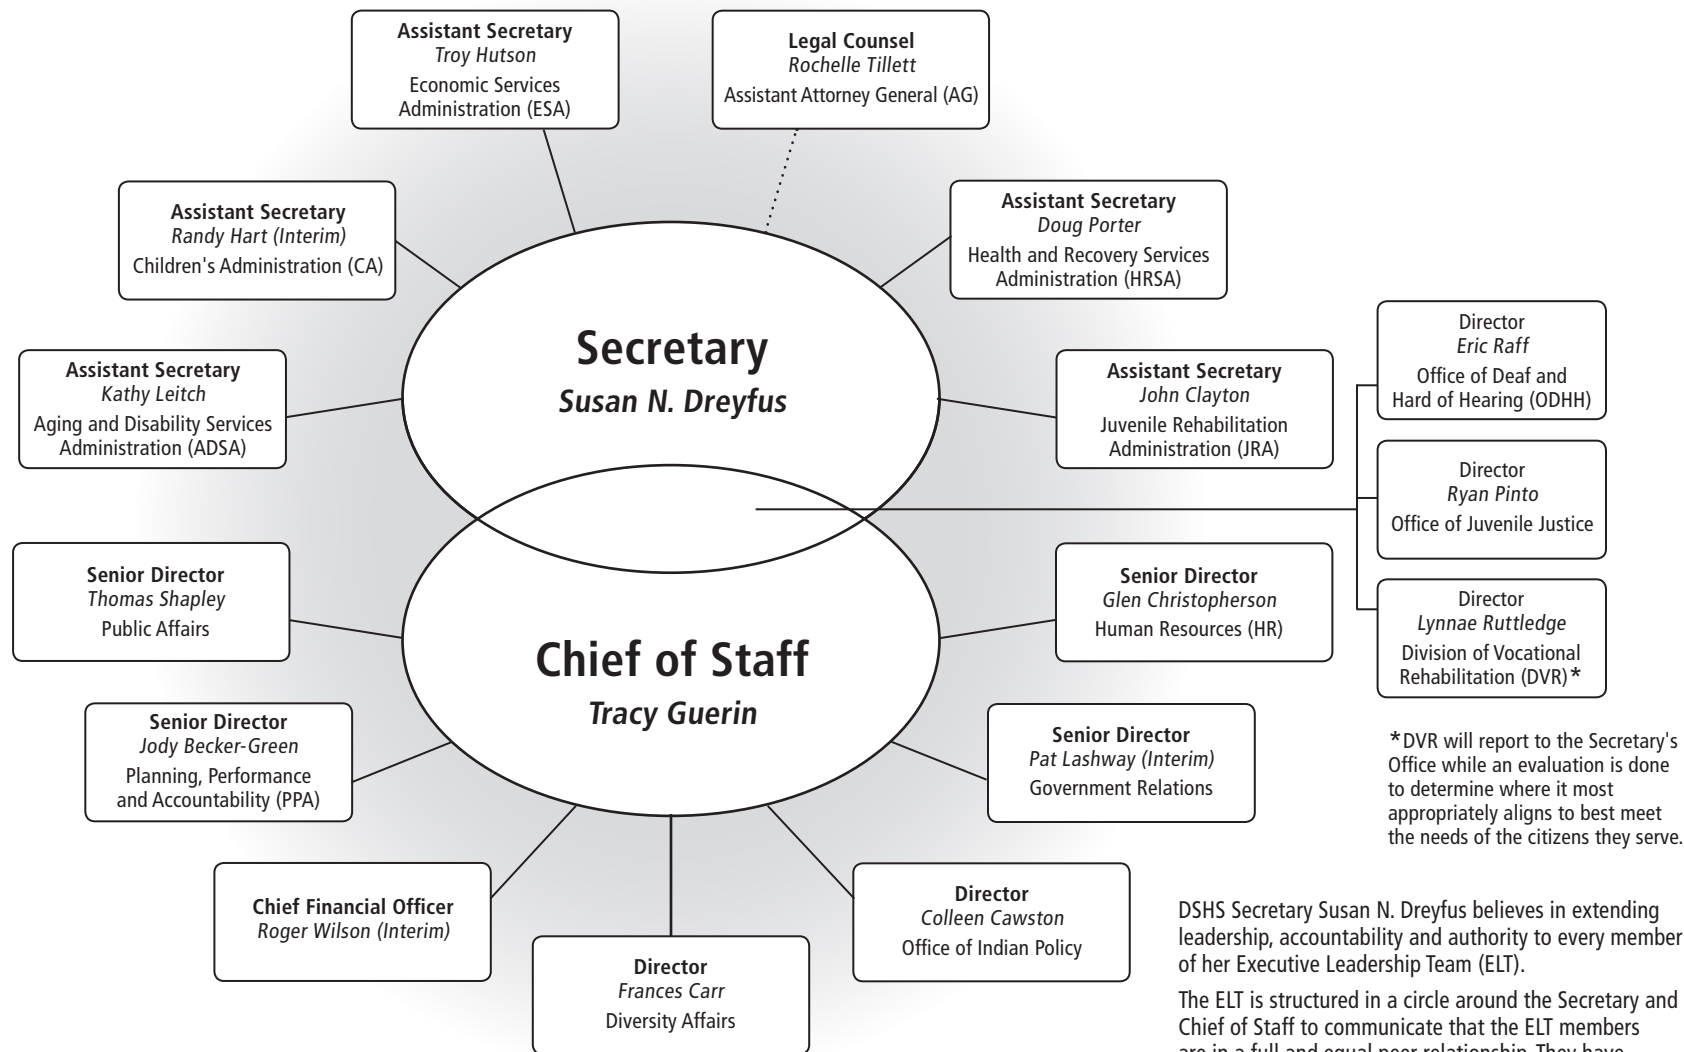 Assistant Secretary
Troy Hutson
Economic Services
Administration (ESA)
Legal Counsel
Rochelle Tillett
Assistant Attorney General (AG)
Assistant Secretary
Randy Hart (Interim)
Children's Administration (CA)
Assistant Secretary
Doug Porter
Health and Recovery Services
Administration (HRSA)
Secretary
Susan N. Dreyfus
Assistant Secretary
Kathy Leitch
Aging and Disability Services
Administration (ADSA)
Assistant Secretary
John Clayton
Juvenile Rehabilitation
Administration (JRA)
Director
Eric Raff
Office of Deaf and
Hard of Hearing (ODHH)
Director
Ryan Pinto
Office of Juvenile Justice
Director
Lynnae Ruttledge
Division of Vocational
Rehabilitation (DVR)*
Senior Director
Thomas Shapley
Public Affairs
Chief of Staff
Tracy Guerin
Senior Director
Glen Christopherson
Human Resources (HR)
Senior Director
Jody Becker-Green
Planning, Performance
and Accountability (PPA)
Senior Director
Pat Lashway (Interim)
Government Relations
*DVR will report to the Secretary's
Office while an evaluation is done
to determine where it most
appropriately aligns to best meet
the needs of the citizens they serve.
Chief Financial Officer
Roger Wilson (Interim)
Director
Frances Carr
Diversity Affairs
Director
Colleen Cawston
Office of Indian Policy
DSHS Secretary Susan N. Dreyfus believes in extending
leadership, accountability and authority to every member
of her Executive Leadership Team (ELT).
The ELT is structured in a circle around the Secretary and
Chief of Staff to communicate that the ELT members
are in a full and equal peer relationship. They have